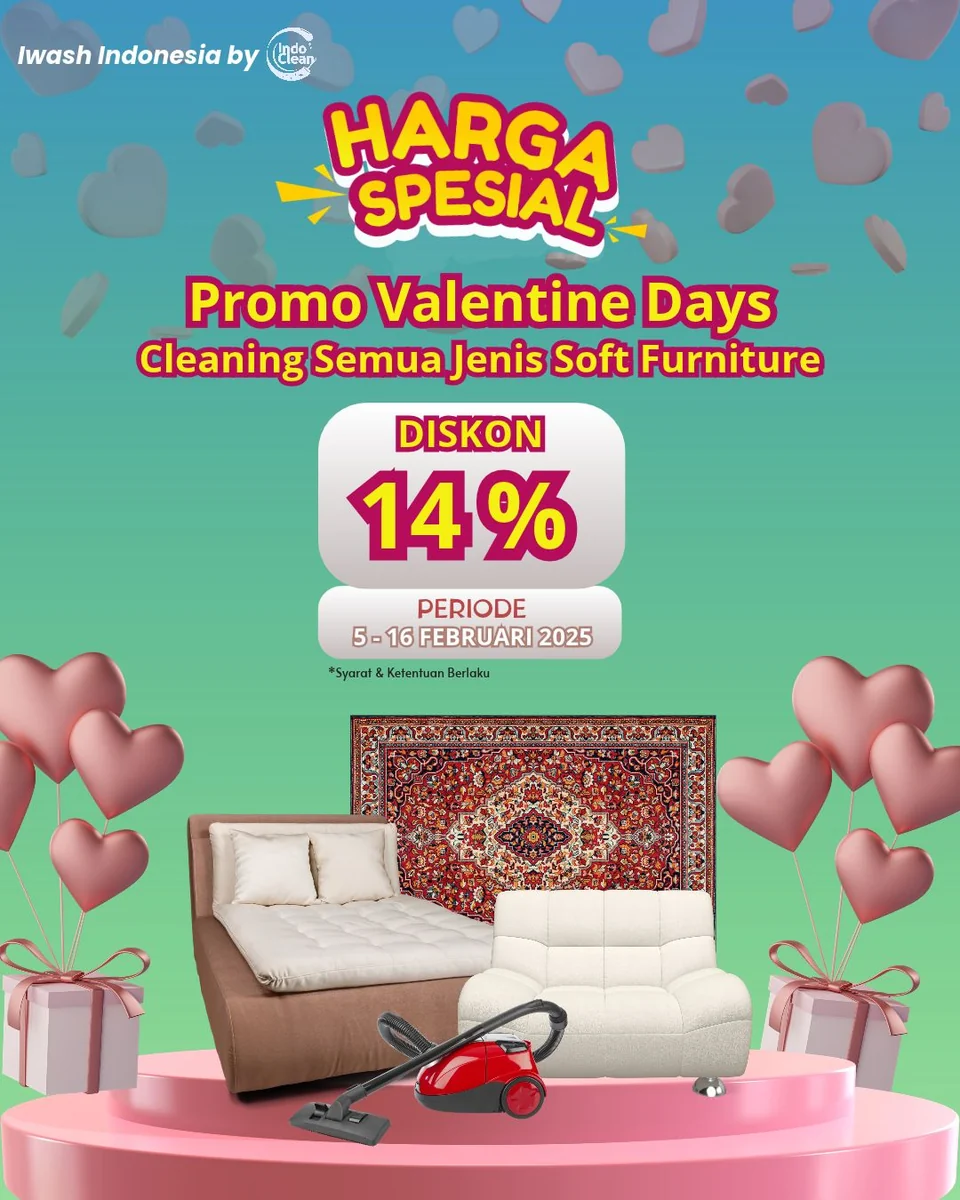 Iwash Indonesia by
Indo
Clean
HARGA
SPESIAL
Promo Valentine Days
Cleaning Semua Jenis Soft Furniture
DISKON
14%
PERIODE
5 - 16 FEBRUARI 2025
*Syarat & Ketentuan Berlaku